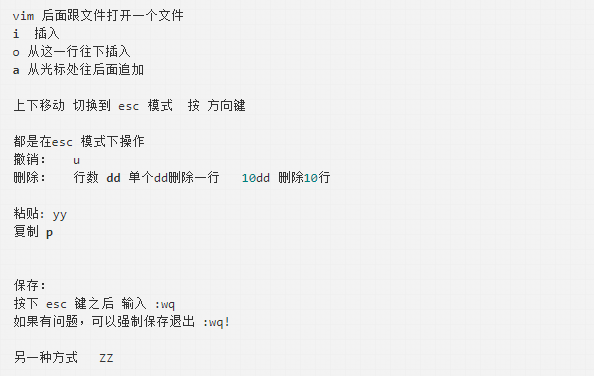 vim 后面跟文件打开一个文件
i 插入
o 从这一行往下插入
a 从光标处往后面追加
上下移动 切换到 esc 模式 按 方向键
都是在esc 模式下操作
撤销: u
删除: 行数 dd 单个dd删除一行 10dd 删除10行
粘贴: yy
复制 p
保存:
按下 esc 键之后 输入 :wq
如果有问题，可以强制保存退出 :wq!
另一种方式 ZZ